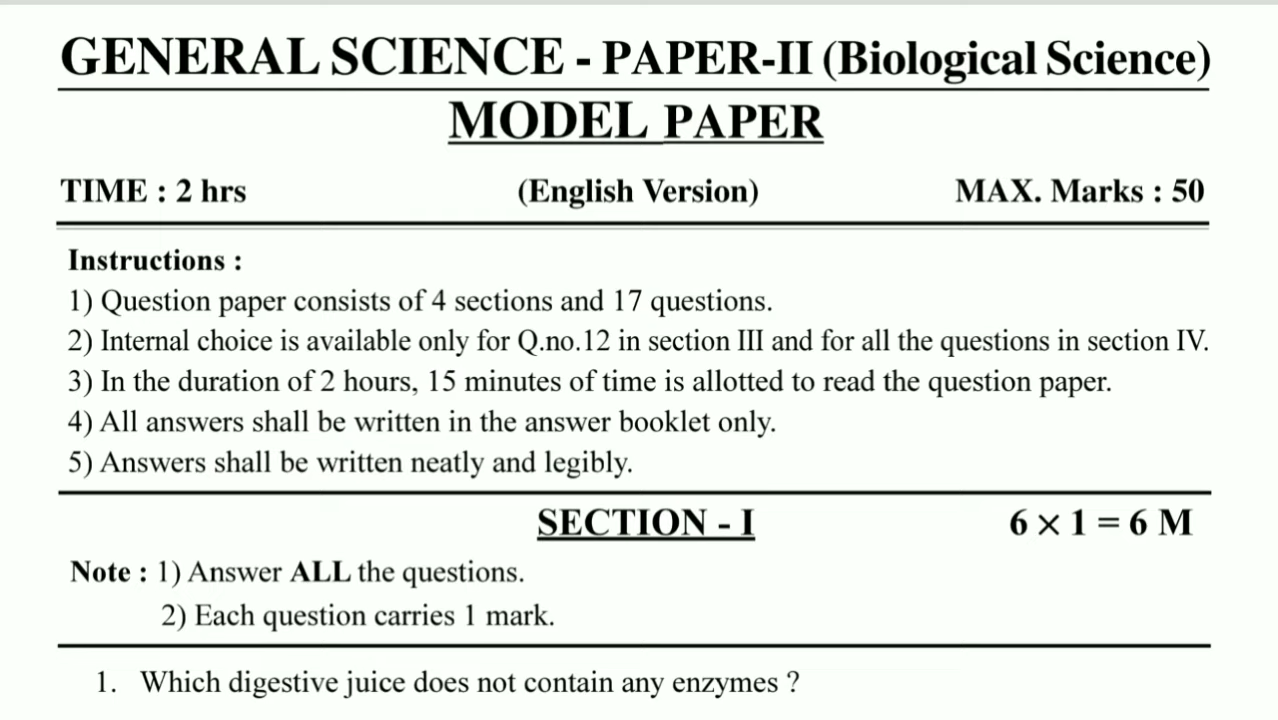 GENERAL SCIENCE - PAPER-II (Biological Science)
MODEL PAPER
TIME : 2 hrs (English Version) MAX. Marks : 50
Instructions :
1) Question paper consists of 4 sections and 17 questions.
2) Internal choice is available only for Q.no.12 in section III and for all the questions in section IV.
3) In the duration of 2 hours, 15 minutes of time is allotted to read the question paper.
4) All answers shall be written in the answer booklet only.
5) Answers shall be written neatly and legibly.
SECTION - I 6 × 1 = 6 M
Note : 1) Answer ALL the questions.
2) Each question carries 1 mark.
1. Which digestive juice does not contain any enzymes ?